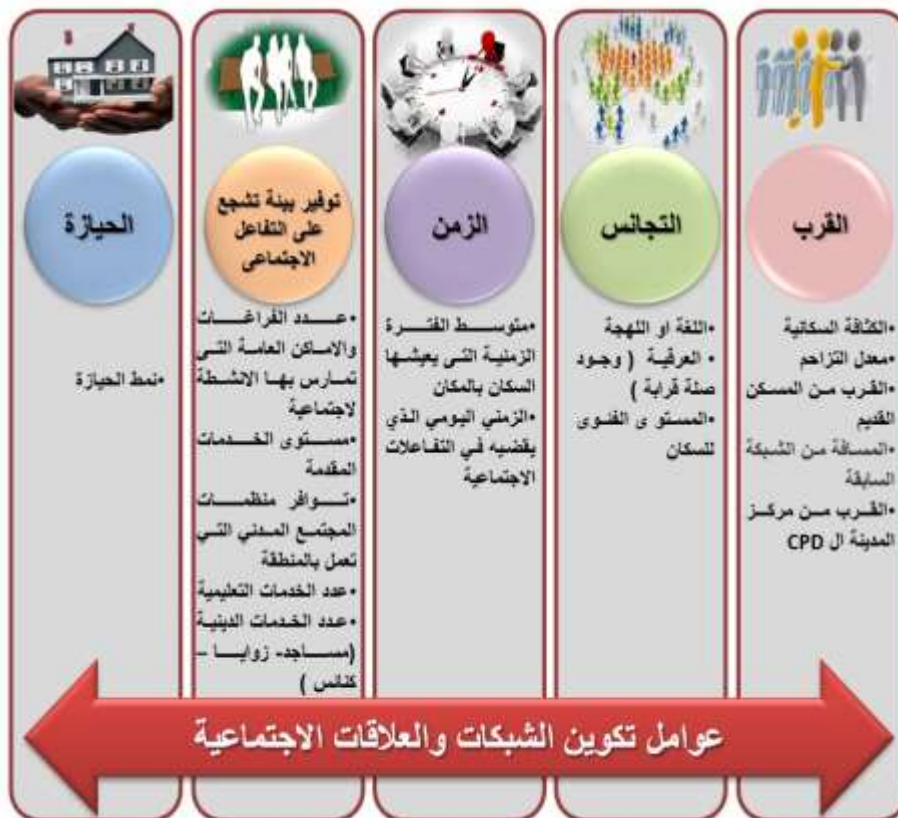 القرب
•الكثافة السكانية
•معدل التزاحم
•القرب من المسكن
القديم
•المسافة من الشبكة
السابقة
•القرب من مركز
المدينة ال CPD
التجانس
•اللغة او اللهجة
• العرقية ( وجود
صلة قرابة )
•المستو ى الفنوى
للسكان
الزمن
•متوسط الفترة
الزمنية التى يعيشها
السكان بالمكان
•الزمني اليومي الذي
يقضيه في التفاعلات
الاجتماعية
توفير بيئة تشجع
على التفاعل
الاجتماعى
•عدد الفراغات
والاماكن العامة التى
تمارس بها الانشطة
لاجتماعية
•مستوى الخدمات
المقدمة
•توافر منظمات
المجتمع المدني التي
تعمل بالمنطقة
•عدد الخدمات التعليمية
•عدد الخدمات الدينية
(مساجد- زوايا –
كنائس )
الحيازة
•نمط الحيازة
عوامل تكوين الشبكات والعلاقات الاجتماعية